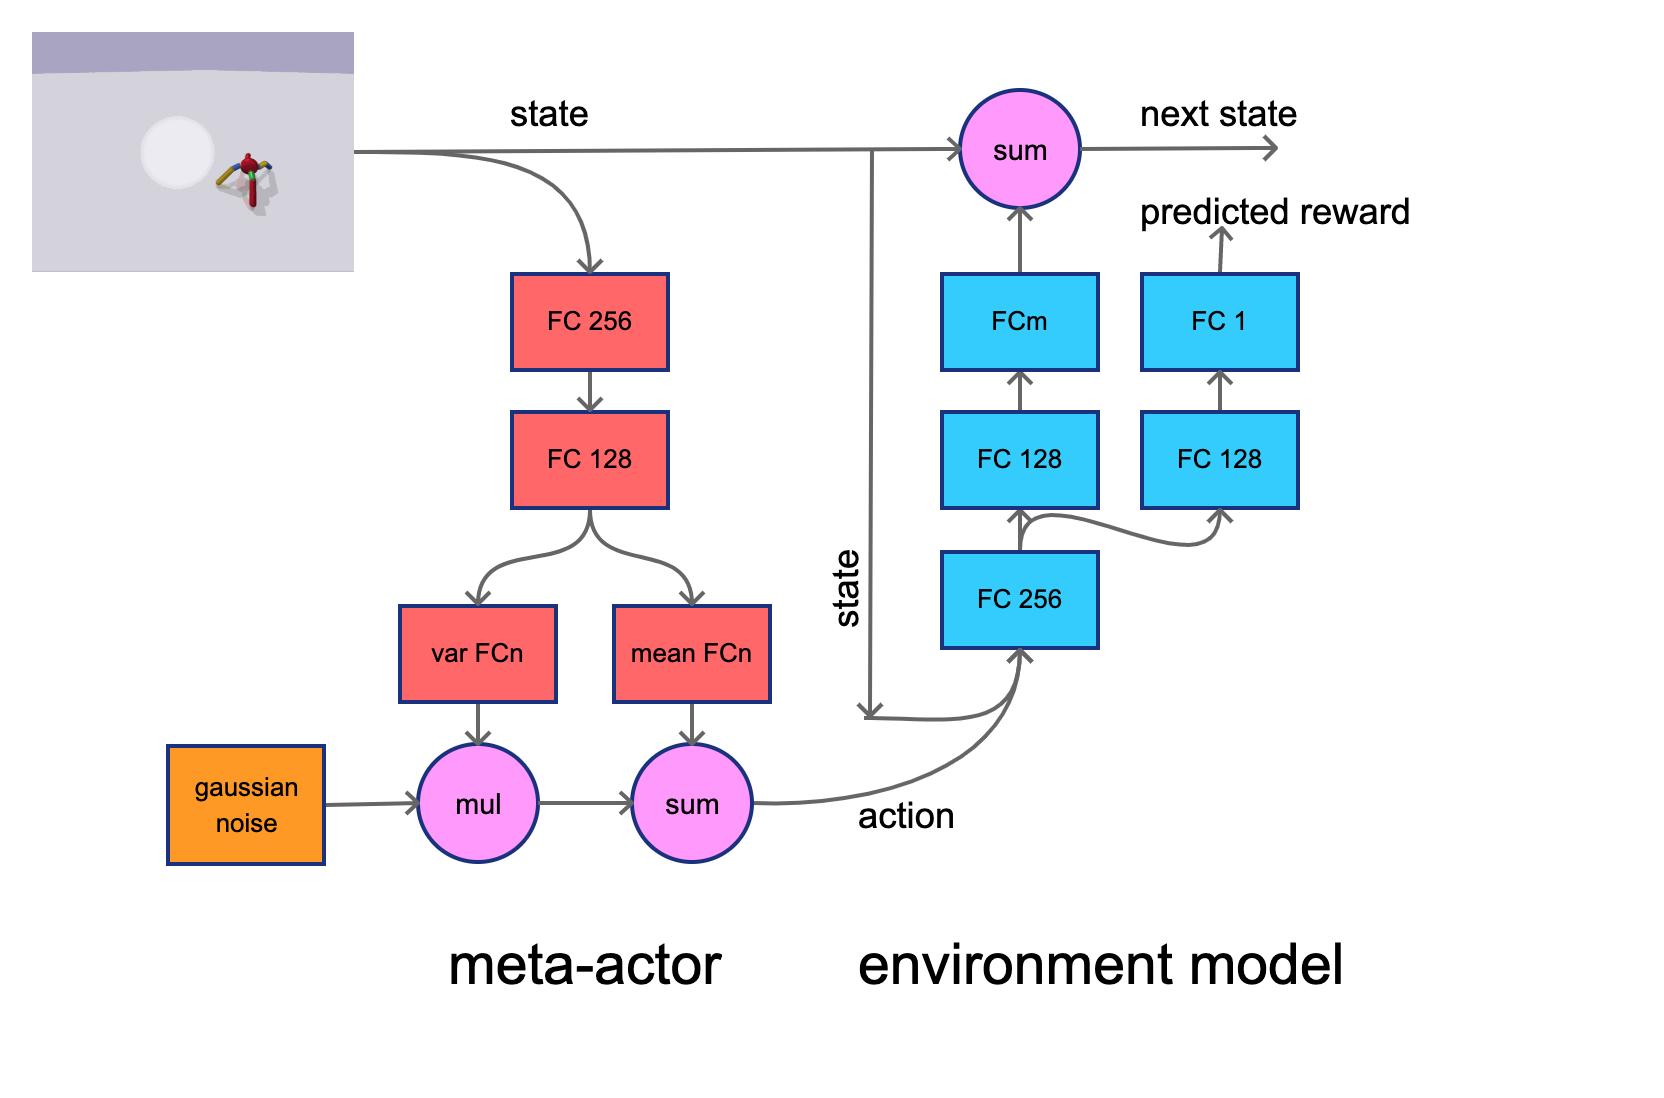 state
next state
sum
predicted reward
FC 256
FCm
FC 1
FC 128
FC 128
FC 128
state
FC 256
var FCn
mean FCn
gaussian
noise
mul
sum
action
meta-actor
environment model